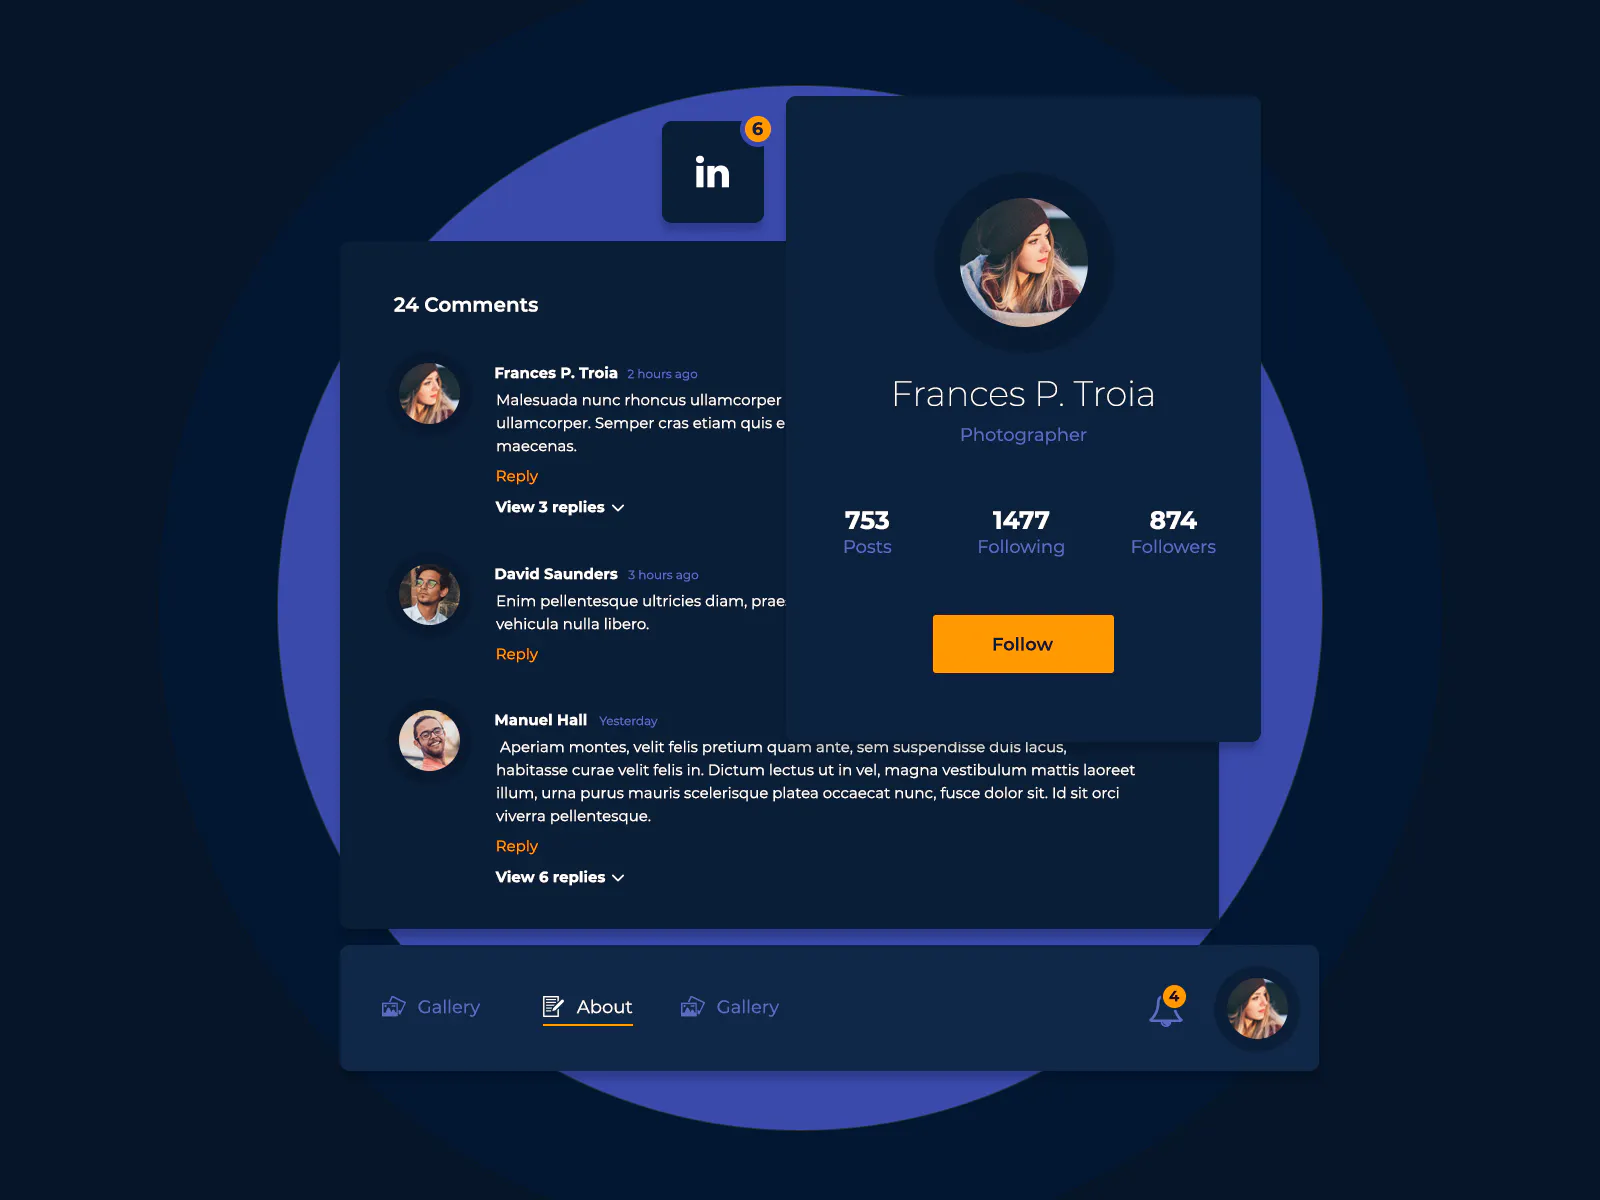 6
in
24 Comments
Frances P. Troia 2 hours ago
Malesuada nunc rhoncus ullamcorper
ullamcorper. Semper cras etiam quis e
maecenas.
Reply
View 3 replies
David Saunders 3 hours ago
Enim pellentesque ultricies diam, prae
vehicula nulla libero.
Reply
Manuel Hall Yesterday
Aperiam montes, velit felis pretium quam ante, sem suspendisse duis lacus,
habitasse curae velit felis in. Dictum lectus ut in vel, magna vestibulum mattis laoreet
illum, urna purus mauris scelerisque platea occaecat nunc, fusce dolor sit. Id sit orci
viverra pellentesque.
Reply
View 6 replies
Frances P. Troia
Photographer
753 1477 874
Posts Following Followers
Follow
Gallery About Gallery 4